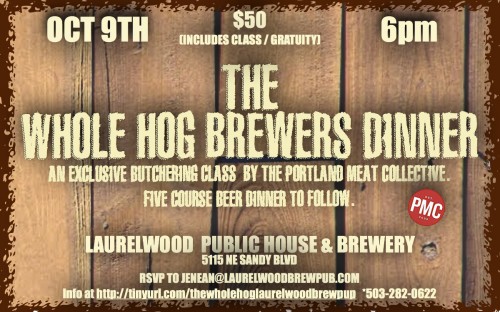 OCT 9TH
$50
(INCLUDES CLASS / GRATUITY)
6pm
THE
WHOLE HOG BREWERS DINNER
AN EXCLUSIVE BUTCHERING CLASS BY THE PORTLAND MEAT COLLECTIVE.
FIVE COURSE BEER DINNER TO FOLLOW.
PMC
LAURELWOOD PUBLIC HOUSE & BREWERY
5115 NE SANDY BLVD
RSVP TO JENEAN@LAURELWOODBREWPUB.COM
Info at http://tinyurl.com/thewholehoglaurelwoodbrewpup *503-282-0622